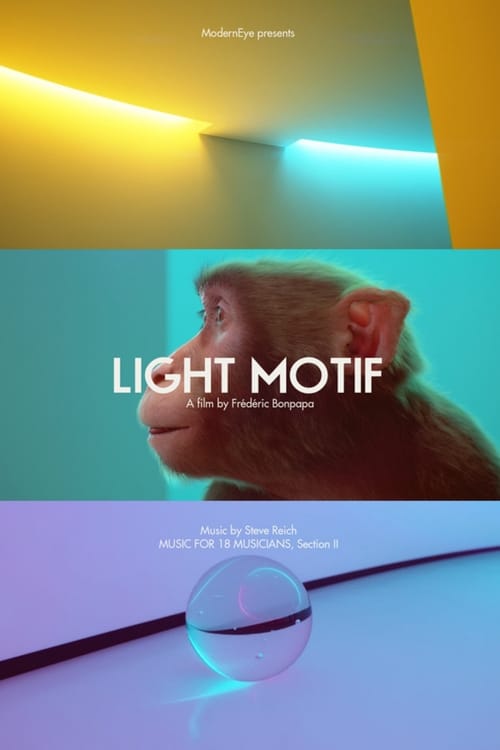 ModernEye presents
LIGHT MOTIF
A film by Frédéric Bonpapa
Music by Steve Reich
MUSIC FOR 18 MUSICIANS, Section II